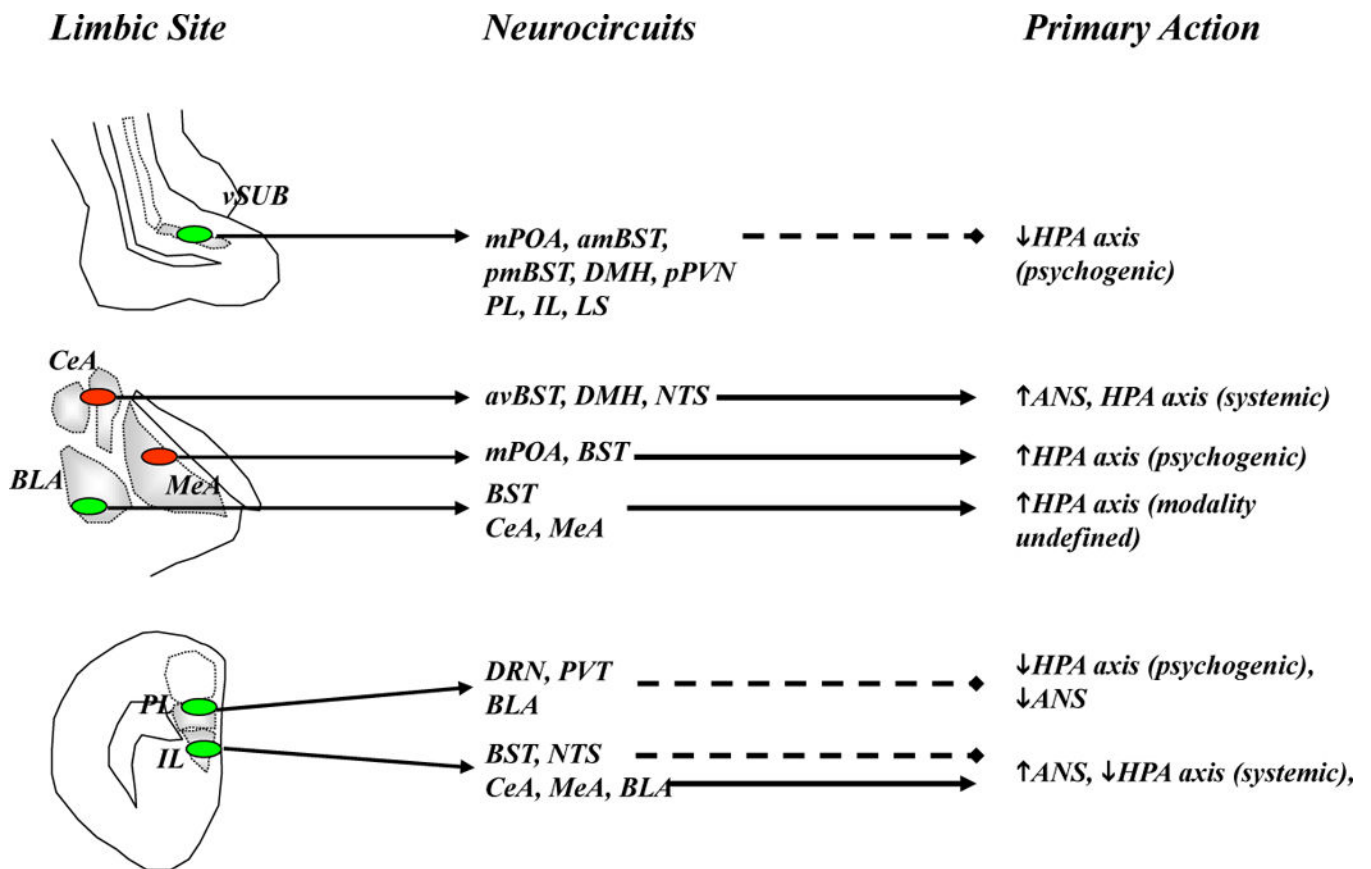 Limbic Site
Neurocircuits
Primary Action
vSUB
mPOA, amBST,
pmBST, DMH, pPVN
PL, IL, LS
↓HPA axis
(psychogenic)
CeA
avBST, DMH, NTS
↑ANS, HPA axis (systemic)
MeA
mPOA, BST
↑HPA axis (psychogenic)
BLA
BST
CeA, MeA
↑HPA axis (modality
undefined)
PL
DRN, PVT
BLA
↓HPA axis (psychogenic),
↓ANS
IL
BST, NTS
CeA, MeA, BLA
↑ANS, ↓HPA axis (systemic),